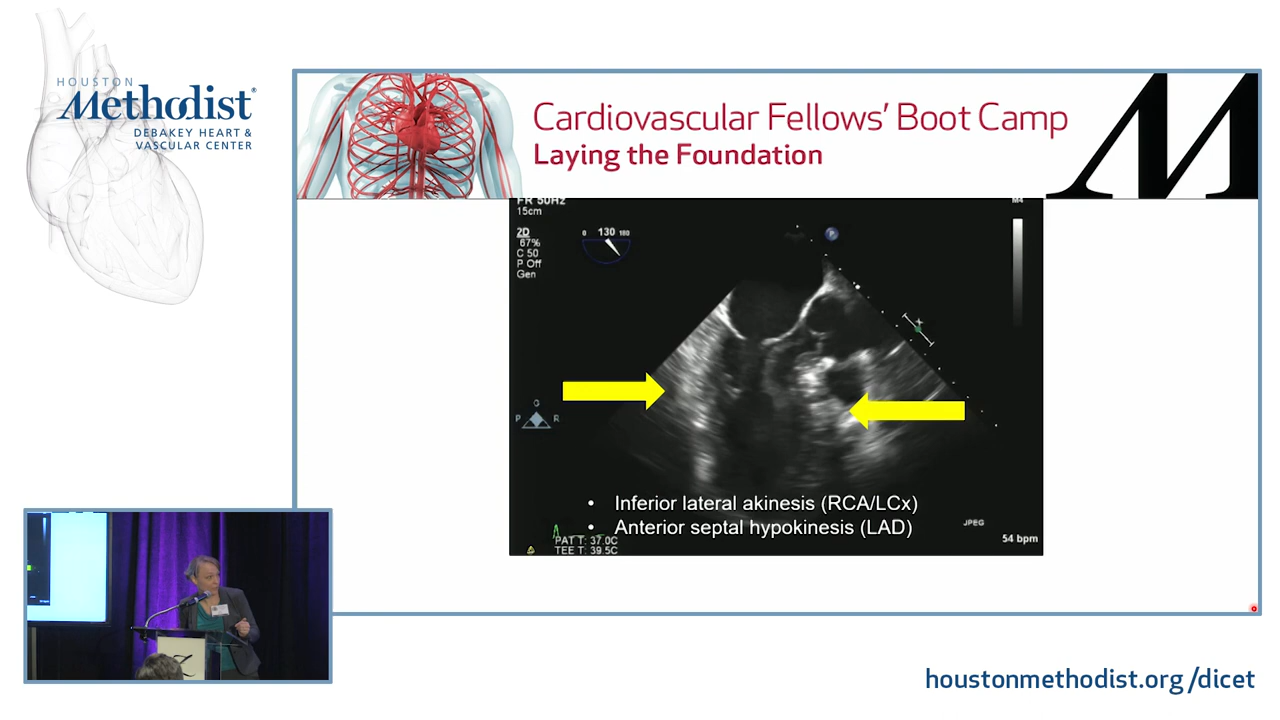 HOUSTON
Methodist®
DEBAKEY HEART &
VASCULAR CENTER
Cardiovascular Fellows' Boot Camp
Laying the Foundation
M
FR 50Hz
15cm
2D
67%
C 50
P Off
Gen
0 130 180
P
M4
G
P R
• Inferior lateral akinesis (RCA/LCx)
• Anterior septal hypokinesis (LAD)
JPEG
PAT T: 37.0C
TEE T: 39.5C
54 bpm
houstonmethodist.org/dicet